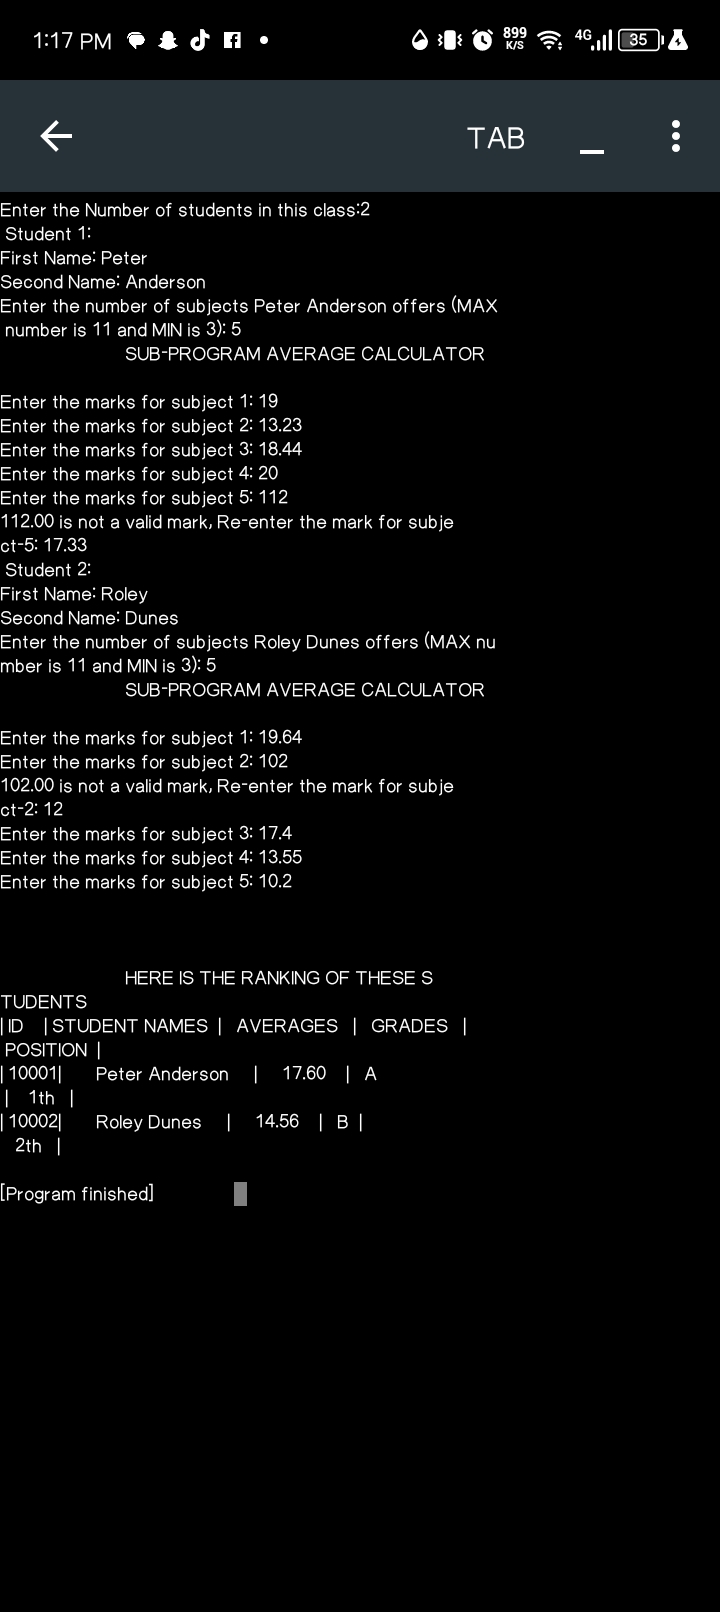 1:17 PM 899 K/S 4G 35
TAB
Enter the Number of students in this class:2
Student 1:
First Name: Peter
Second Name: Anderson
Enter the number of subjects Peter Anderson offers (MAX
number is 11 and MIN is 3): 5
SUB-PROGRAM AVERAGE CALCULATOR
Enter the marks for subject 1: 19
Enter the marks for subject 2: 13.23
Enter the marks for subject 3: 18.44
Enter the marks for subject 4: 20
Enter the marks for subject 5: 112
112.00 is not a valid mark, Re-enter the mark for subje
ct-5: 17.33
Student 2:
First Name: Roley
Second Name: Dunes
Enter the number of subjects Roley Dunes offers (MAX nu
mber is 11 and MIN is 3): 5
SUB-PROGRAM AVERAGE CALCULATOR
Enter the marks for subject 1: 19.64
Enter the marks for subject 2: 102
102.00 is not a valid mark, Re-enter the mark for subje
ct-2: 12
Enter the marks for subject 3: 17.4
Enter the marks for subject 4: 13.55
Enter the marks for subject 5: 10.2
HERE IS THE RANKING OF THESE S
TUDENTS
|ID |STUDENT NAMES | AVERAGES | GRADES |
POSITION |
|10001| Peter Anderson | 17.60 | A
| 1th |
|10002| Roley Dunes | 14.56 | B |
2th |
[Program finished]